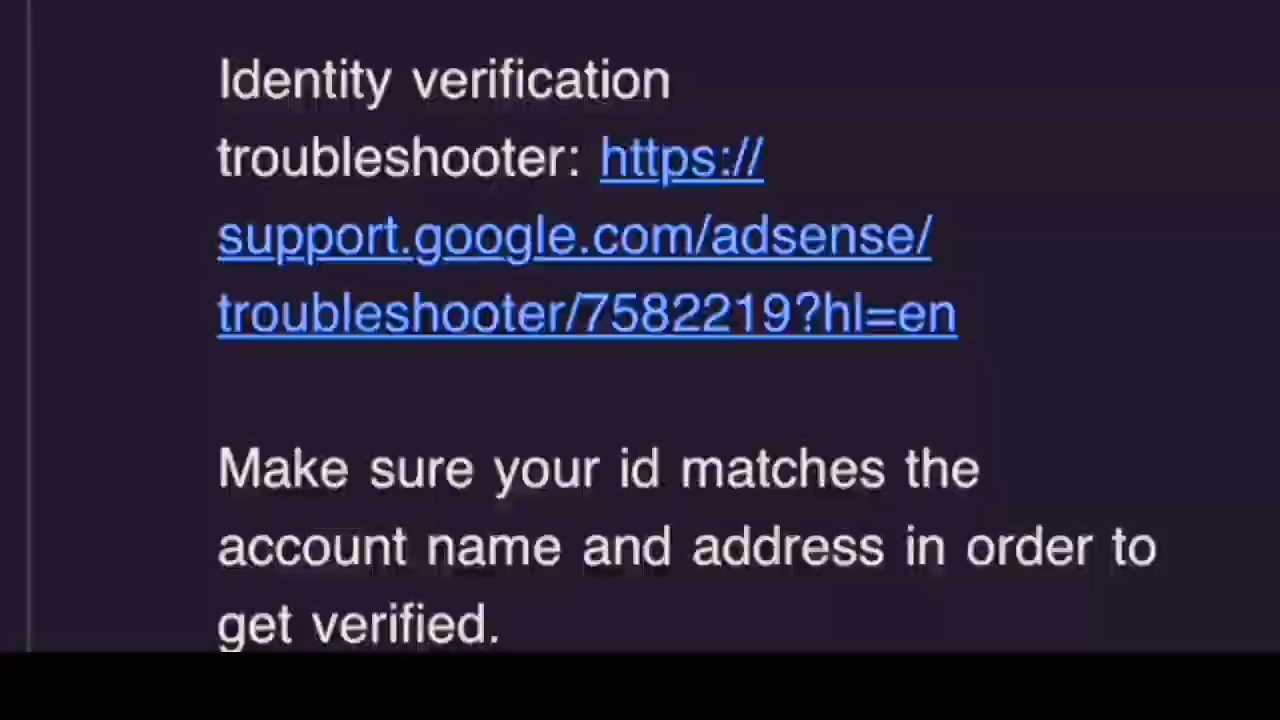 Identity verification
troubleshooter: https://
support.google.com/adsense/
troubleshooter/7582219?hl=en
Make sure your id matches the
account name and address in order to
get verified.